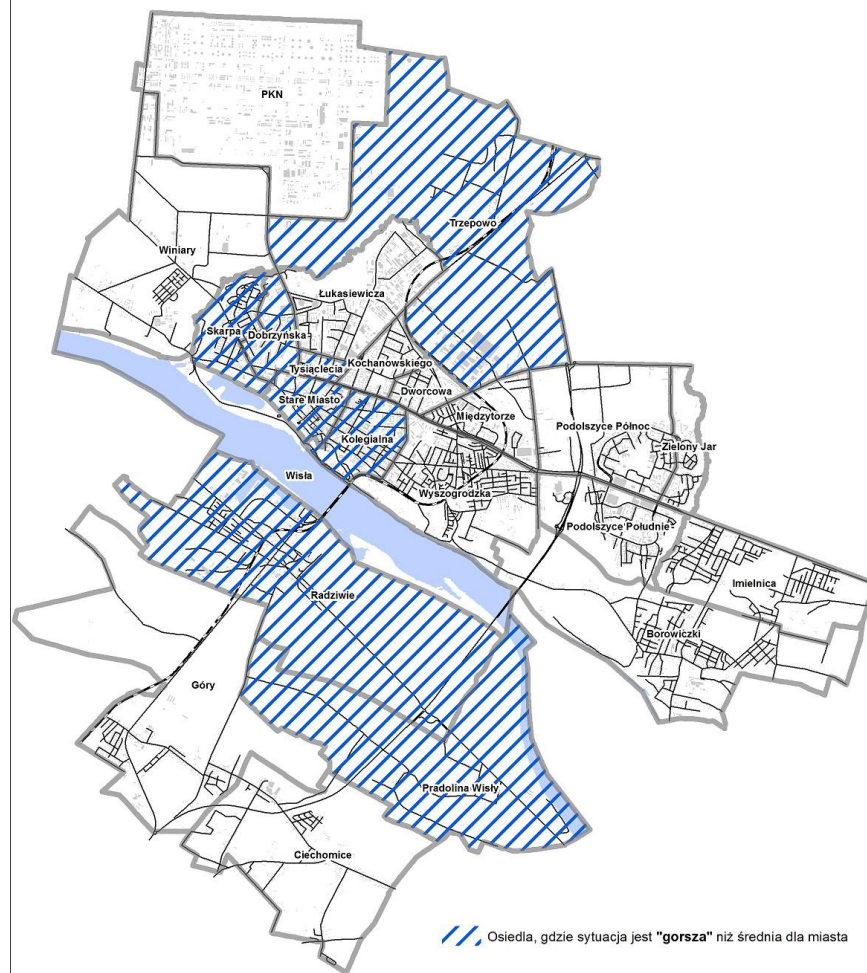 PKN
Trzepowo
Winiary
Łukasiewicza
Skarpa
Dobrzyńska
Kochanowskiego
Tysiąclecia
Dworcowa
Stare Miasto
Międzytorze
Podolszyce Północ
Kolegialna
Zielony Jar
Wisła
Wyszogrodzka
Podolszyce Południe
Imielnica
Radziwie
Borowiczki
Góry
Pradolina Wisły
Ciechomice
Osiedla, gdzie sytuacja jest "gorsza" niż średnia dla miasta